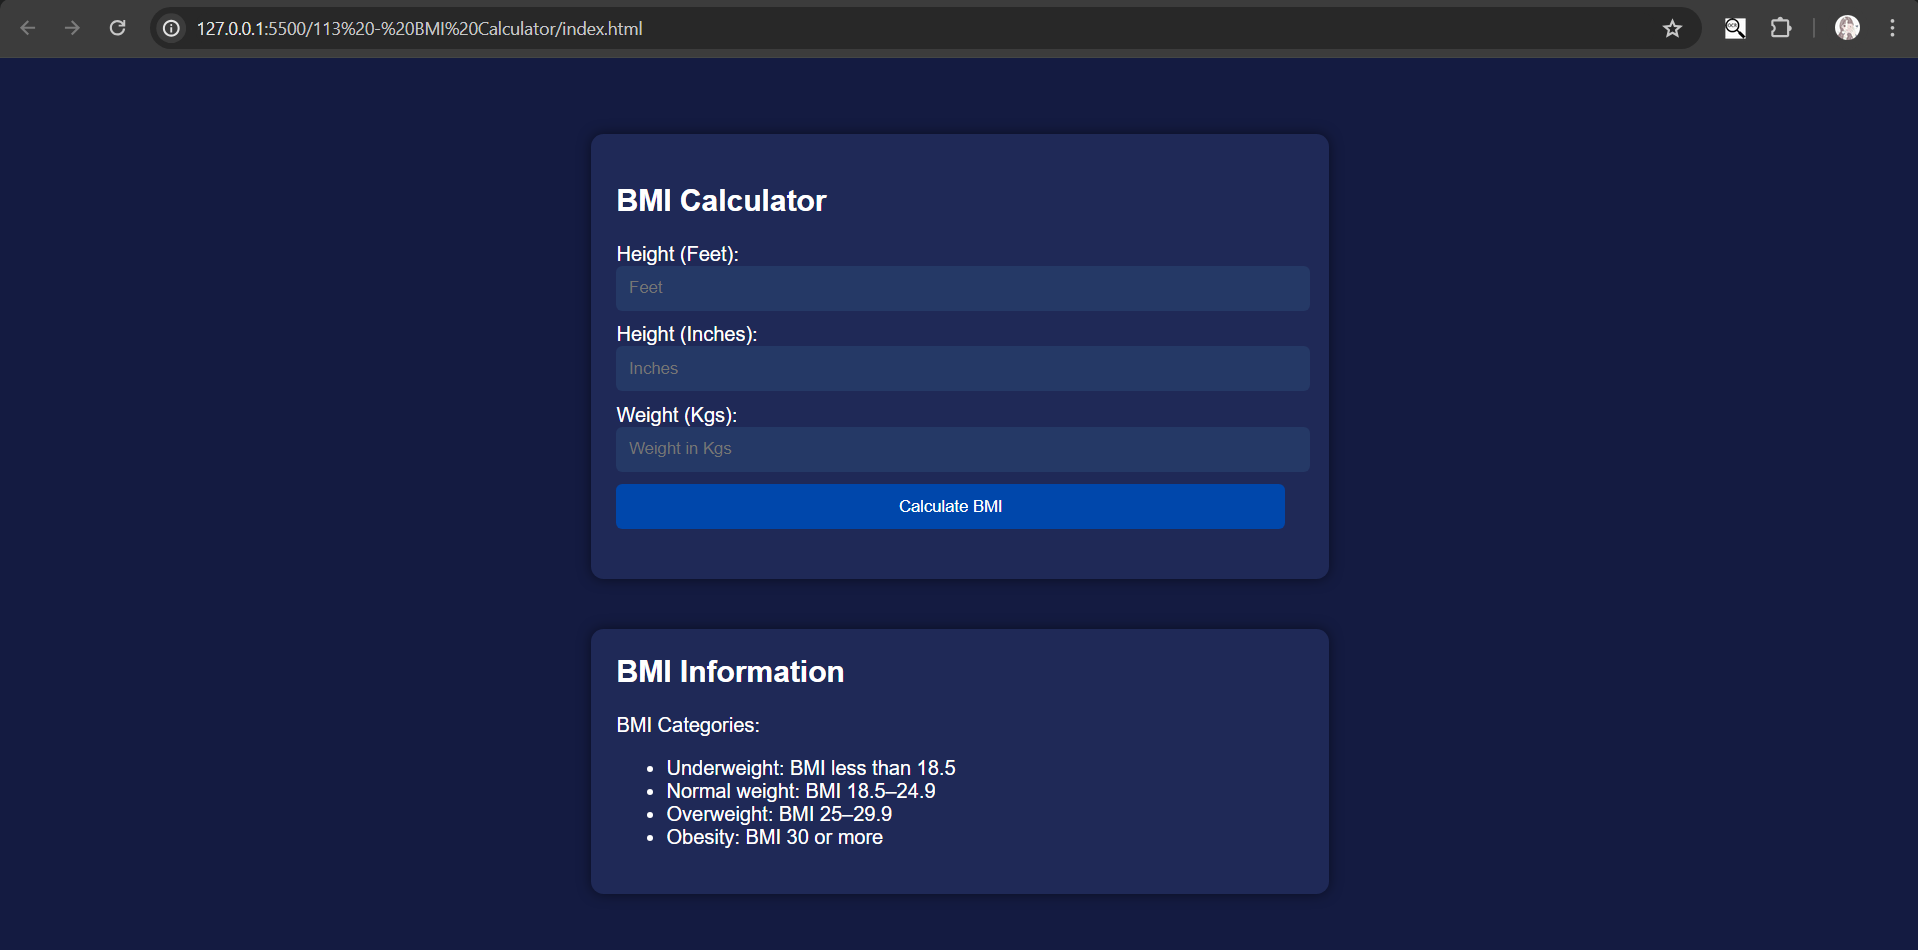 127.0.0.1:5500/113%20-%20BMI%20Calculator/index.html
BMI Calculator
Height (Feet):
Feet
Height (Inches):
Inches
Weight (Kgs):
Weight in Kgs
Calculate BMI
BMI Information
BMI Categories:
• Underweight: BMI less than 18.5
• Normal weight: BMI 18.5–24.9
• Overweight: BMI 25–29.9
• Obesity: BMI 30 or more